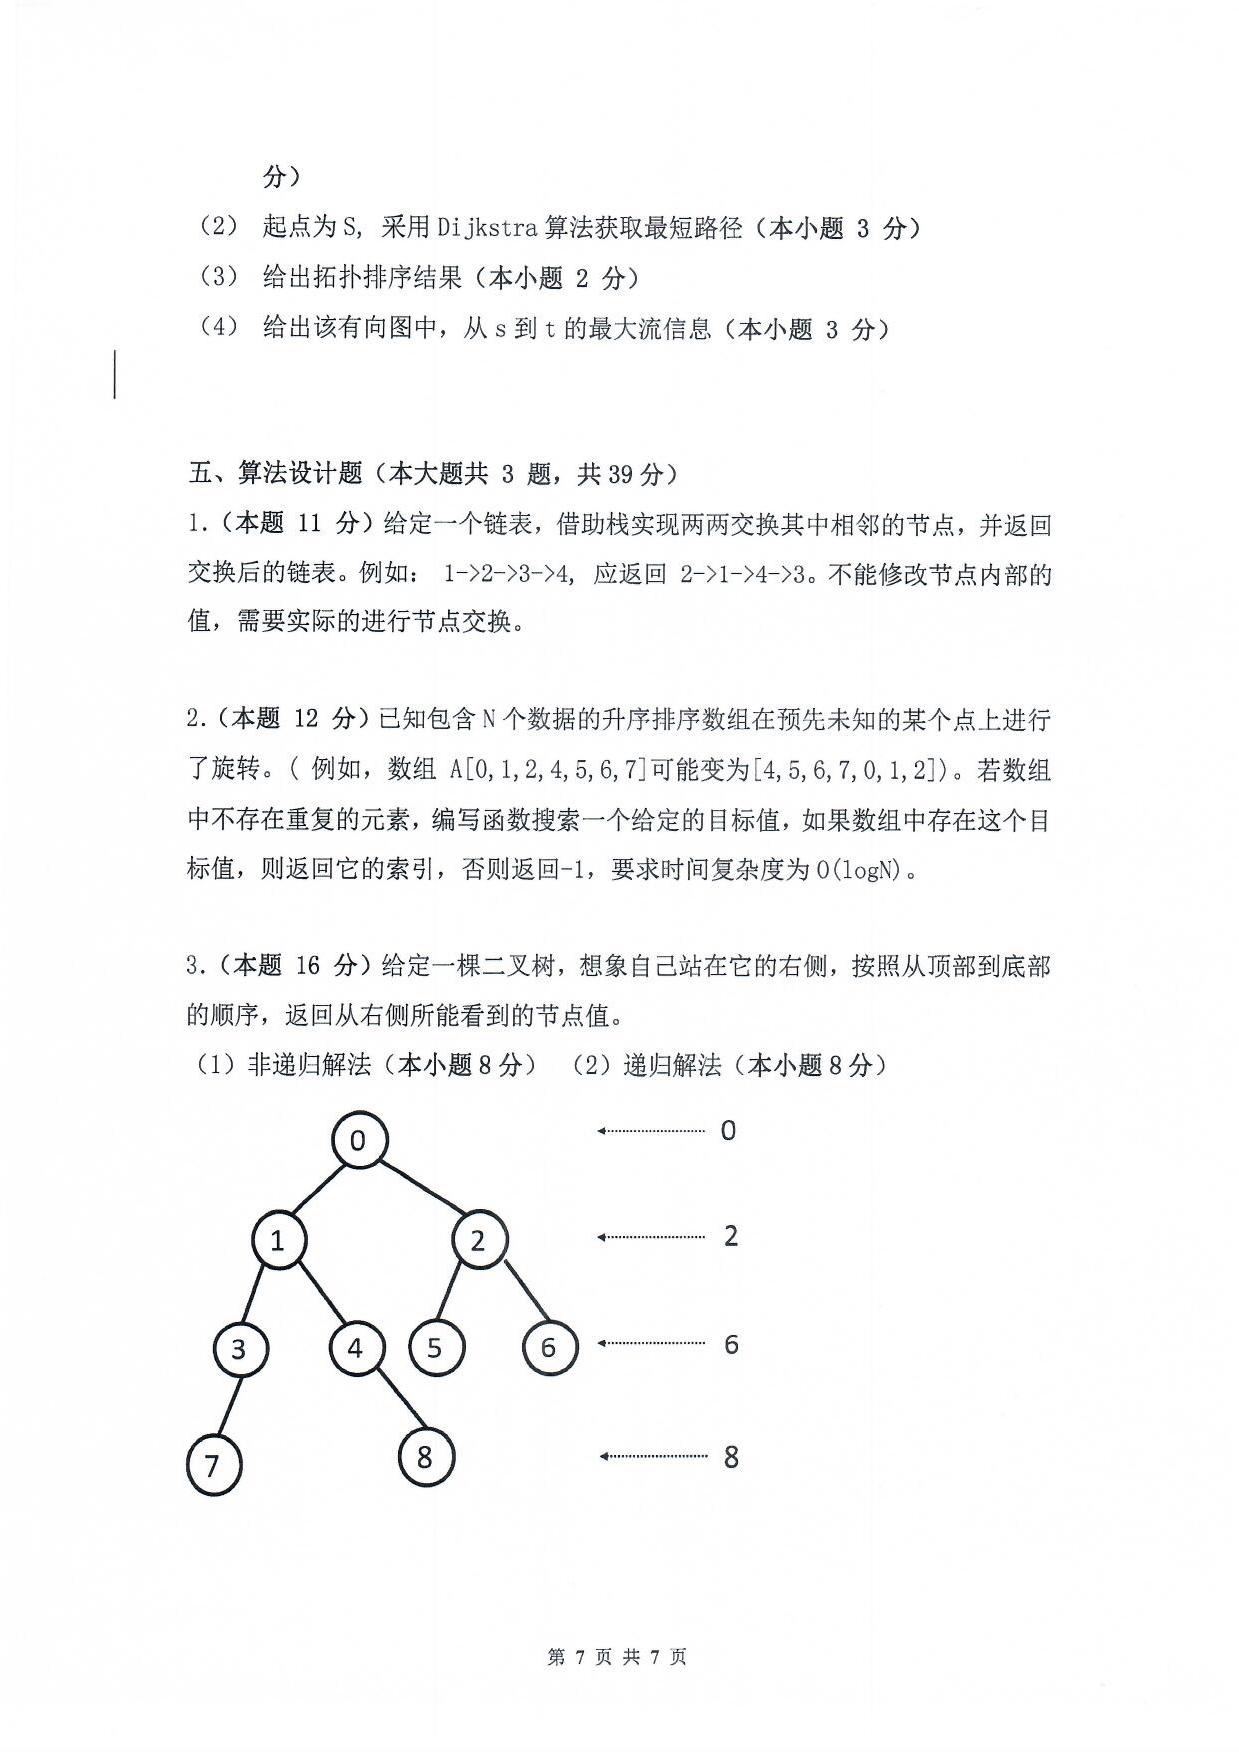 分）
（2） 起点为 S, 采用 Dijkstra 算法获取最短路径（本小题 3 分）
（3） 给出拓扑排序结果（本小题 2 分）
（4） 给出该有向图中，从 s 到 t 的最大流信息（本小题 3 分）
五、算法设计题（本大题共 3 题，共 39 分）
1.（本题 11 分）给定一个链表，借助栈实现两两交换其中相邻的节点，并返回
交换后的链表。例如： 1->2->3->4, 应返回 2->1->4->3。不能修改节点内部的
值，需要实际的进行节点交换。
2.（本题 12 分）已知包含 N 个数据的升序排序数组在预先未知的某个点上进行
了旋转。( 例如，数组 A[0,1,2,4,5,6,7]可能变为[4,5,6,7,0,1,2])。若数组
中不存在重复的元素，编写函数搜索一个给定的目标值，如果数组中存在这个目
标值，则返回它的索引，否则返回-1，要求时间复杂度为 O(logN)。
3.（本题 16 分）给定一棵二叉树，想象自己站在它的右侧，按照从顶部到底部
的顺序，返回从右侧所能看到的节点值。
（1）非递归解法（本小题 8 分） （2）递归解法（本小题 8 分）
0 0
1 2 2
3 4 5 6 6
7 8 8
第 7 页 共 7 页